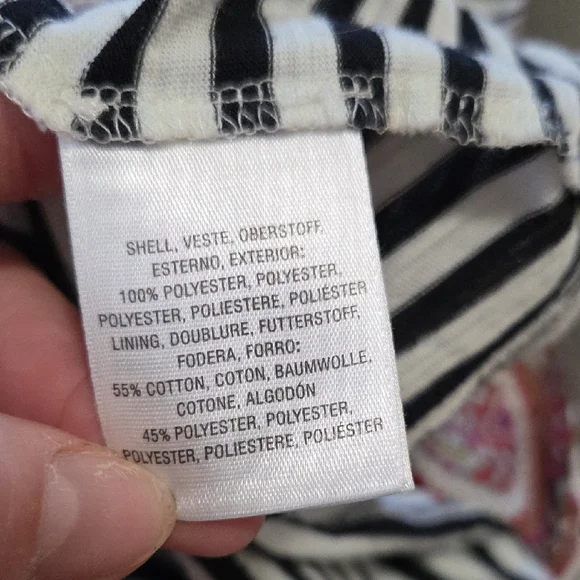 SHELL, VESTE, OBERSTOFF,
ESTERNO, EXTERIOR:
100% POLYESTER, POLYESTER,
POLYESTER, POLIESTERE, POLIÉSTER
LINING, DOUBLURE, FUTTERSTOFF,
FODERA, FORRO:
55% COTTON, COTON, BAUMWOLLE,
COTONE, ALGODÓN
45% POLYESTER, POLYESTER,
POLYESTER, POLIESTERE, POLIÉSTER